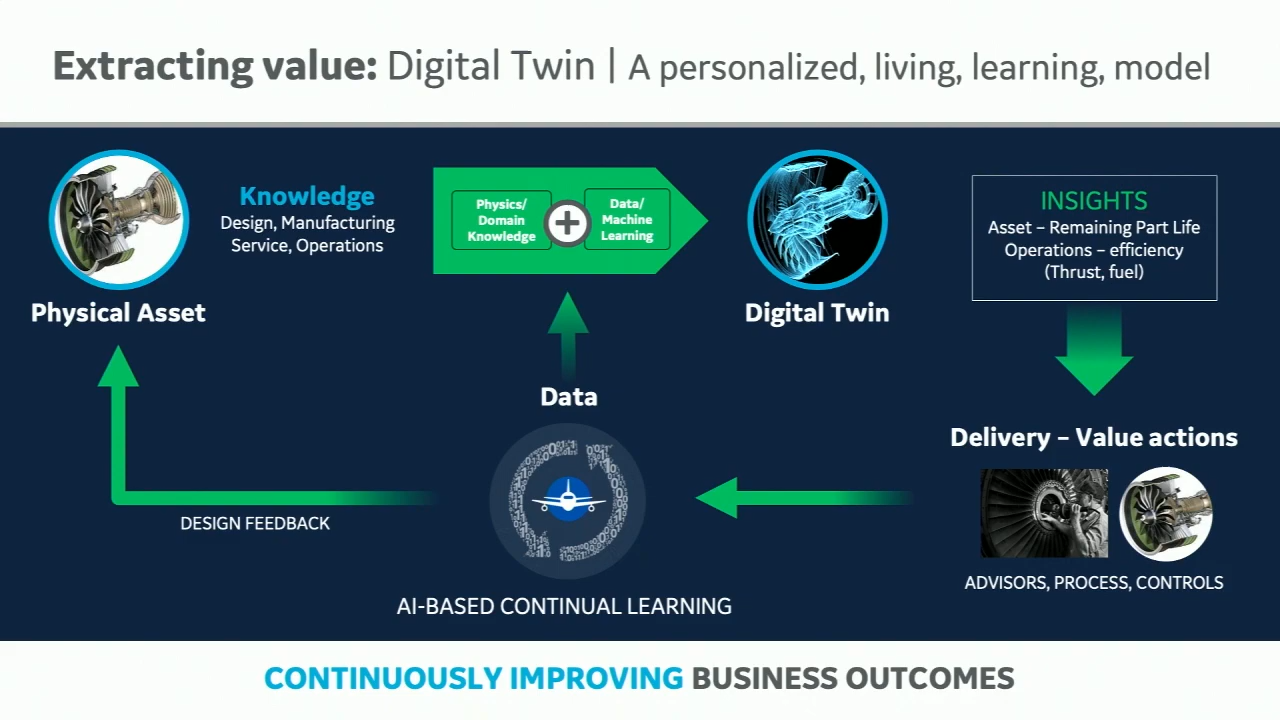 Extracting value: Digital Twin | A personalized, living, learning, model
Knowledge
Design, Manufacturing
Service, Operations
Physical Asset
Physics/
Domain
Knowledge
+
Data/
Machine
Learning
Digital Twin
INSIGHTS
Asset – Remaining Part Life
Operations – efficiency
(Thrust, fuel)
Data
Delivery – Value actions
DESIGN FEEDBACK
ADVISORS, PROCESS, CONTROLS
AI-BASED CONTINUAL LEARNING
CONTINUOUSLY IMPROVING BUSINESS OUTCOMES